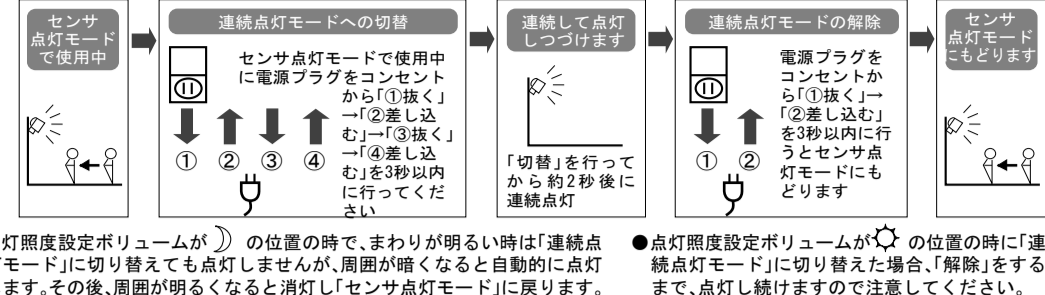 センサ
点灯モード
で使用中
連続点灯モードへの切替
センサ点灯モードで使用中
に電源プラグをコンセント
から「①抜く」
→「②差し込
む」→「③抜く」
→「④差し込
む」を3秒以内
に行ってくだ
さい
① ② ③ ④
連続して点灯
しつづけます
「切替」を行って
から約2秒後に
連続点灯
連続点灯モードの解除
電源プラグを
コンセントか
ら「①抜く」→
「②差し込む」
を3秒以内に行
うとセンサ点
灯モードにも
どります
① ②
センサ
点灯モード
にもどります
灯照度設定ボリュームが の位置の時で、まわりが明るい時は「連続点
モード」に切り替えても点灯しませんが、周囲が暗くなると自動的に点灯
ます。その後、周囲が明るくなると消灯し「センサ点灯モード」に戻ります。
●点灯照度設定ボリュームが の位置の時に「連
続点灯モード」に切り替えた場合、「解除」をする
まで、点灯し続けますので注意してください。